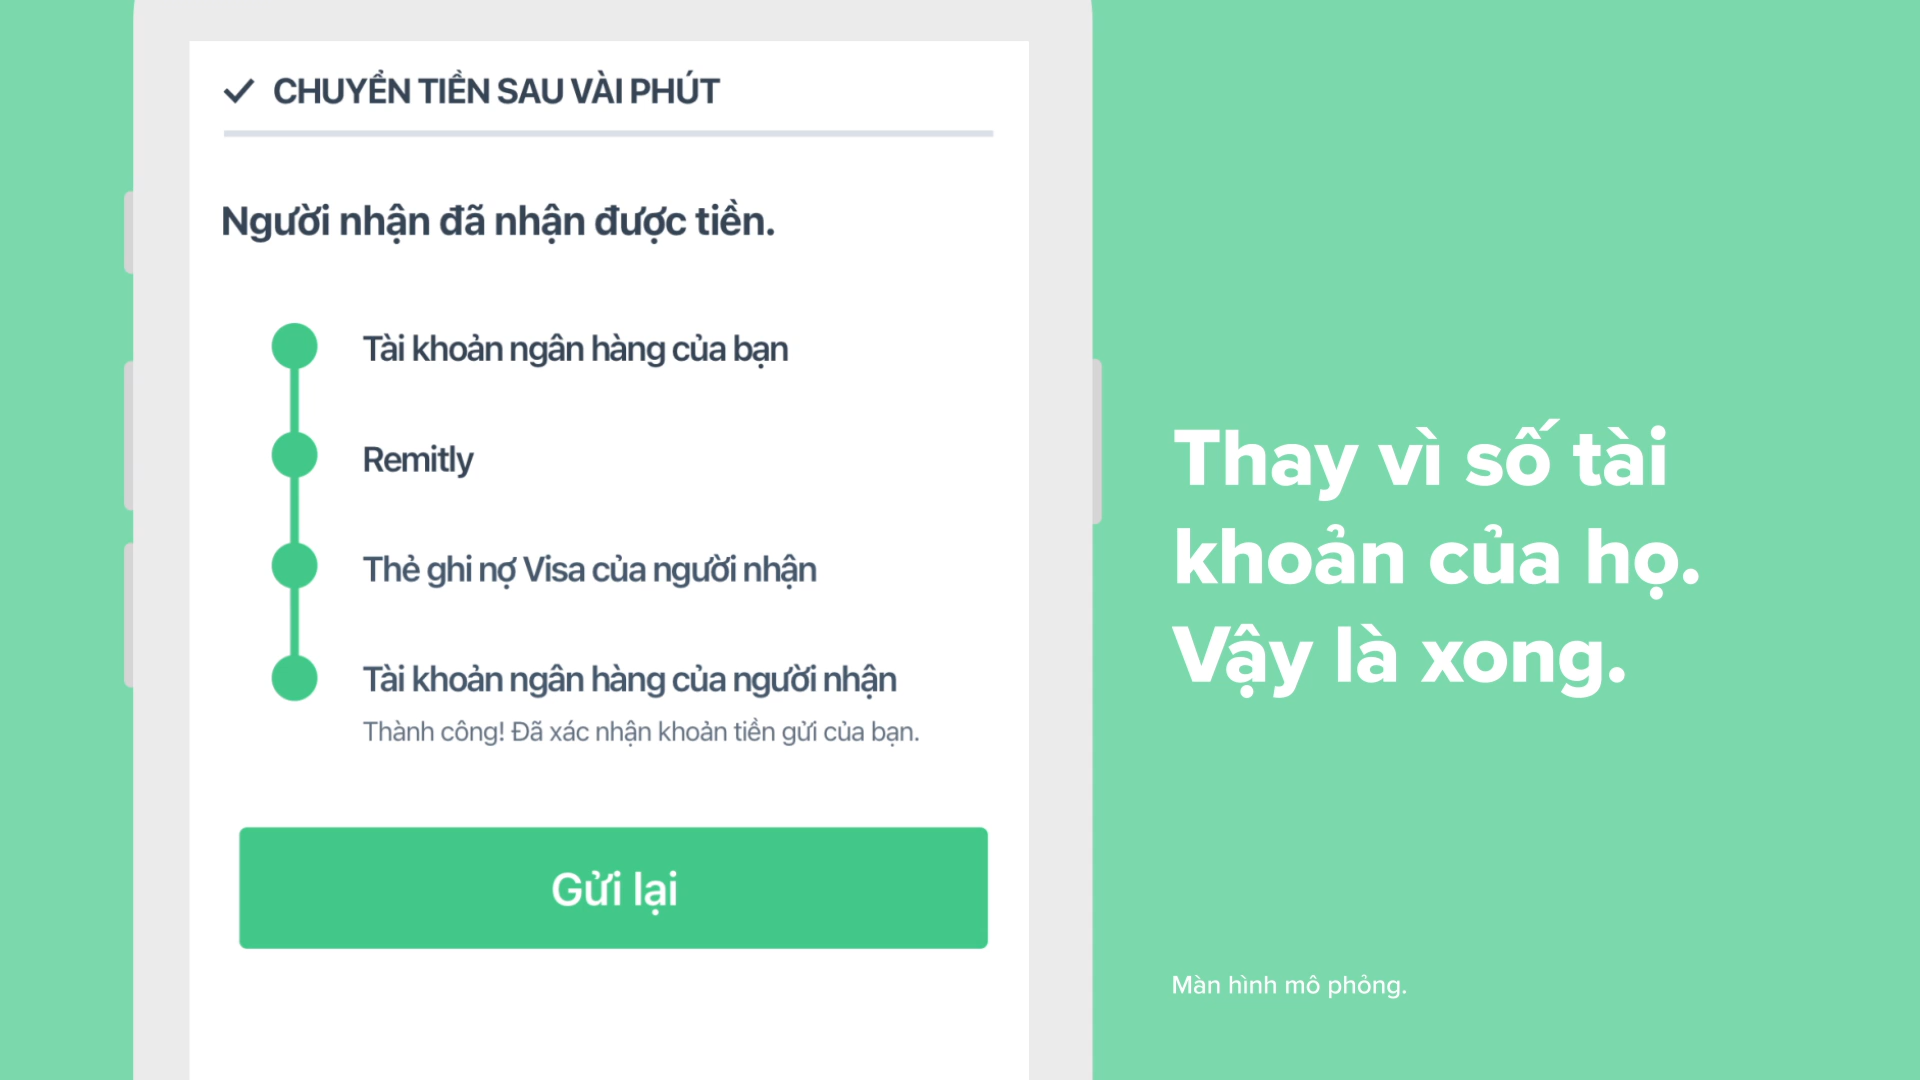 CHUYỂN TIỀN SAU VÀI PHÚT
Người nhận đã nhận được tiền.
Tài khoản ngân hàng của bạn
Remitly
Thẻ ghi nợ Visa của người nhận
Tài khoản ngân hàng của người nhận
Thành công! Đã xác nhận khoản tiền gửi của bạn.
Gửi lại
Thay vì số tài
khoản của họ.
Vậy là xong.
Màn hình mô phỏng.